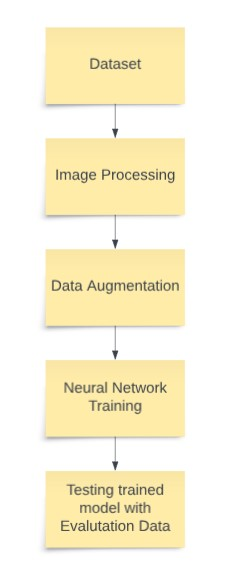 Dataset
Image Processing
Data Augmentation
Neural Network
Training
Testing trained
model with
Evalutation Data